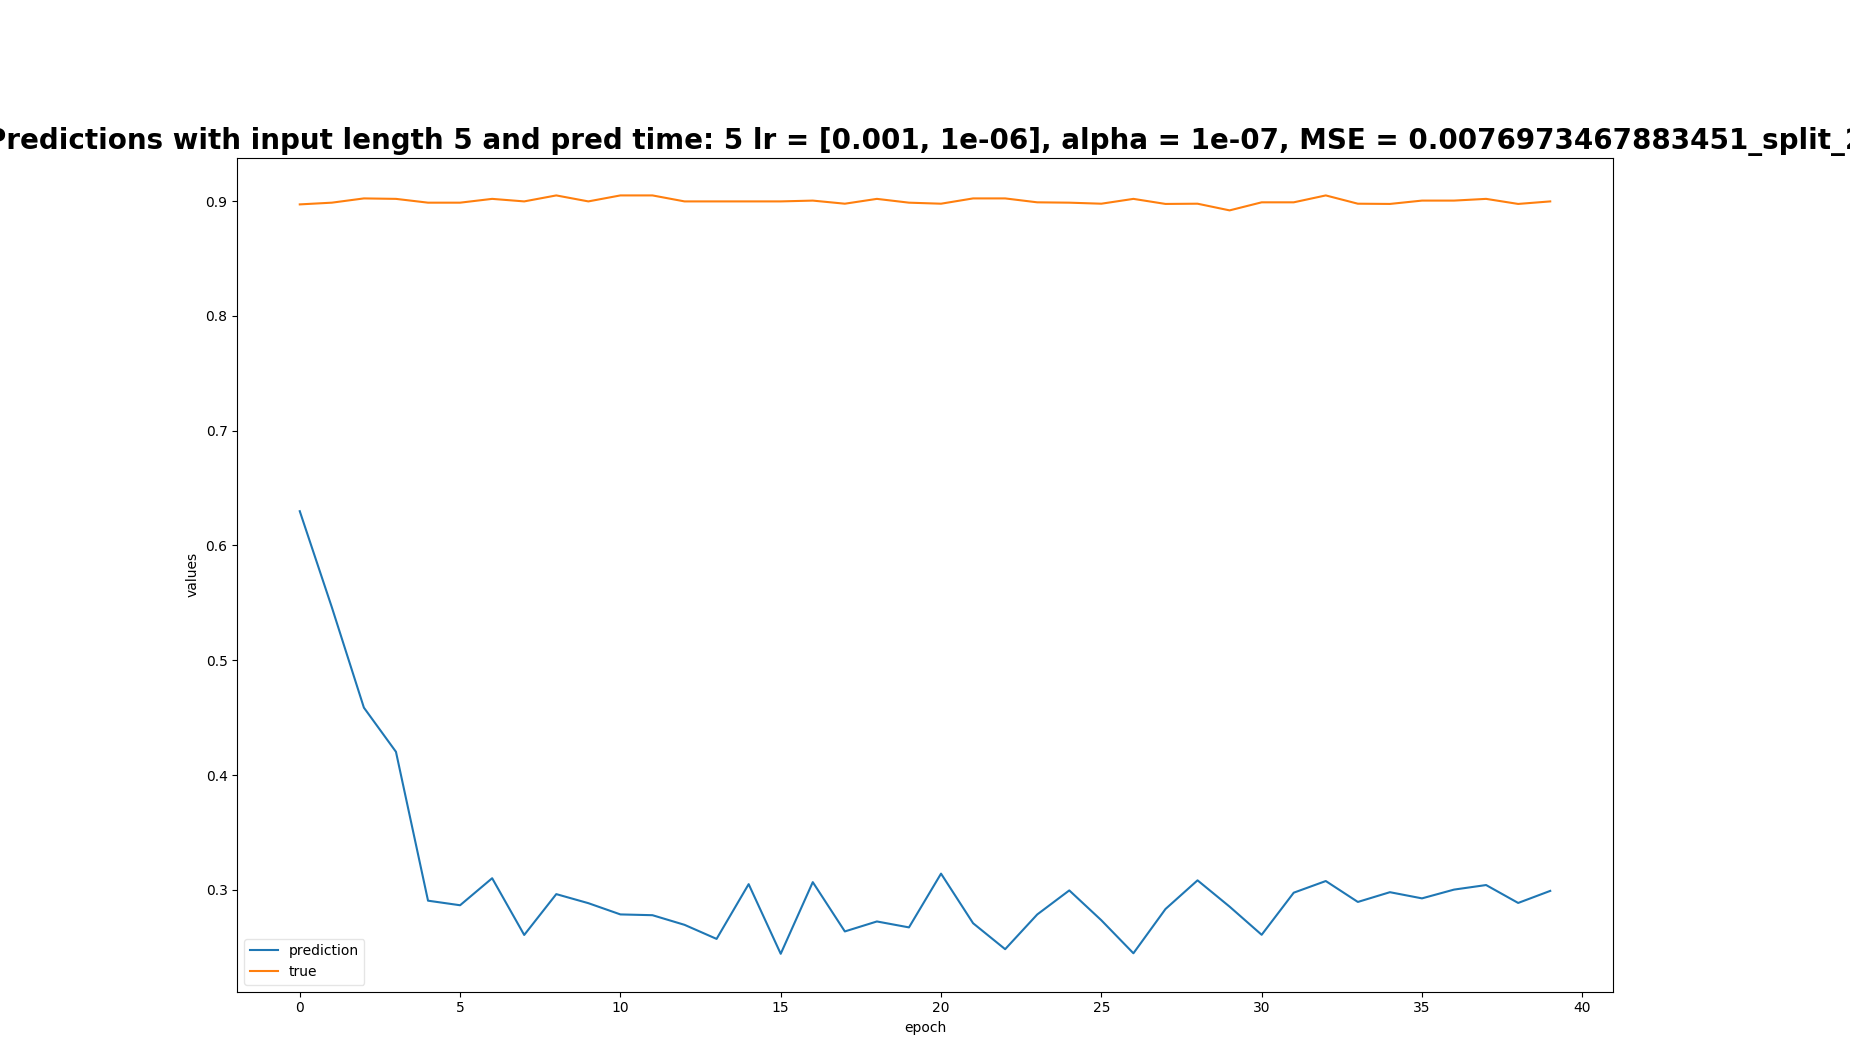 Predictions with input length 5 and pred time: 5 lr = [0.001, 1e-06], alpha = 1e-07, MSE = 0.0076973467883451_split_2
0.9
0.8
0.7
0.6
0.5
0.4
0.3
values
prediction
true
0 5 10 15 20 25 30 35 40
epoch